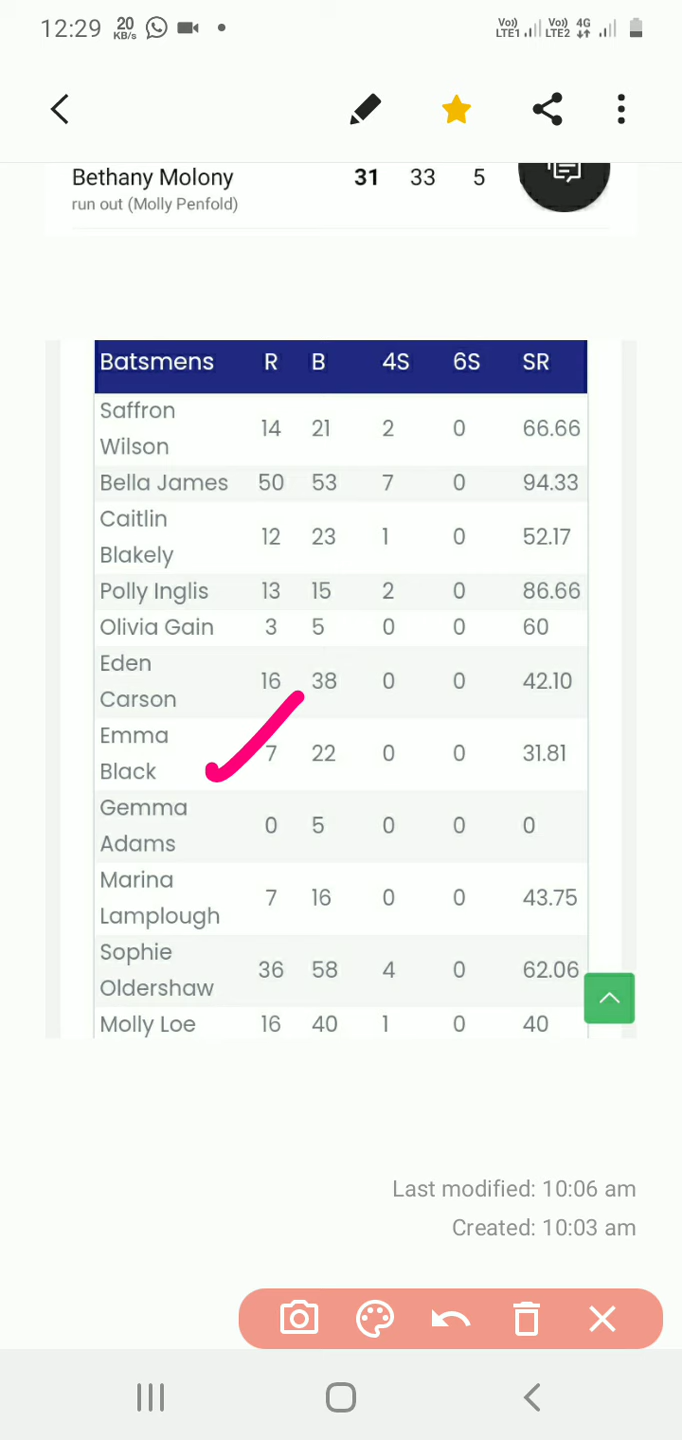 12:29 20 KB/s Vo)) LTE1 Vo)) LTE2 4G
Bethany Molony 31 33 5
run out (Molly Penfold)
Batsmens R B 4S 6S SR
Saffron
Wilson 14 21 2 0 66.66
Bella James 50 53 7 0 94.33
Caitlin
Blakely 12 23 1 0 52.17
Polly Inglis 13 15 2 0 86.66
Olivia Gain 3 5 0 0 60
Eden
Carson 16 38 0 0 42.10
Emma
Black 7 22 0 0 31.81
Gemma
Adams 0 5 0 0 0
Marina
Lamplough 7 16 0 0 43.75
Sophie
Oldershaw 36 58 4 0 62.06
Molly Loe 16 40 1 0 40
Last modified: 10:06 am
Created: 10:03 am